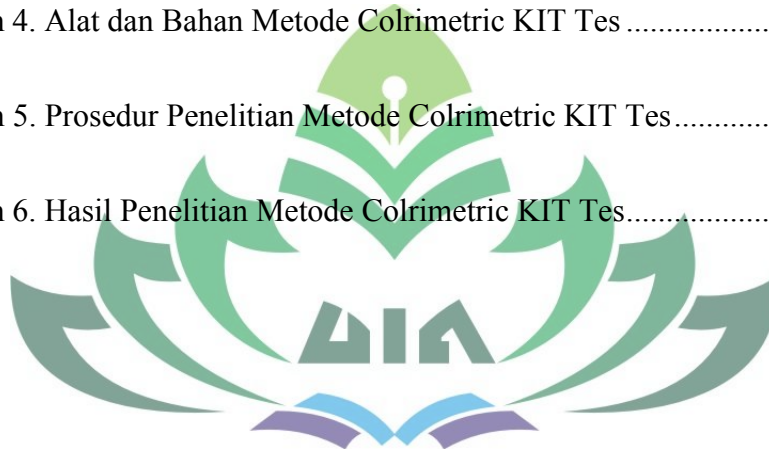 n 4. Alat dan Bahan Metode Colrimetric KIT Tes ..................
n 5. Prosedur Penelitian Metode Colrimetric KIT Tes............
n 6. Hasil Penelitian Metode Colrimetric KIT Tes..................
UIN